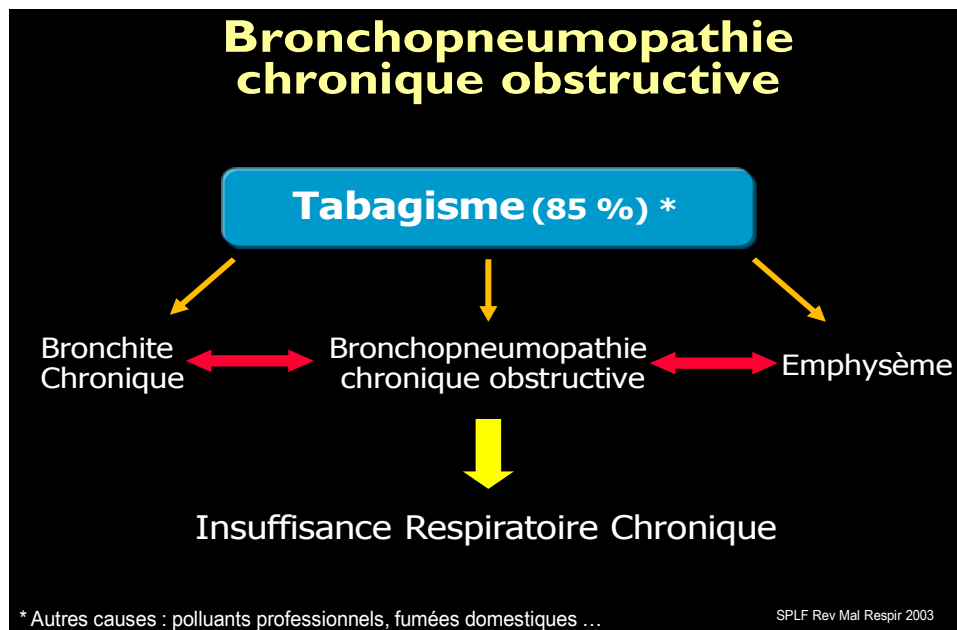 Bronchopneumopathie
chronique obstructive
Tabagisme (85 %) *
Bronchite
Chronique
Bronchopneumopathie
chronique obstructive
Emphysème
Insuffisance Respiratoire Chronique
* Autres causes : polluants professionnels, fumées domestiques …
SPLF Rev Mal Respir 2003